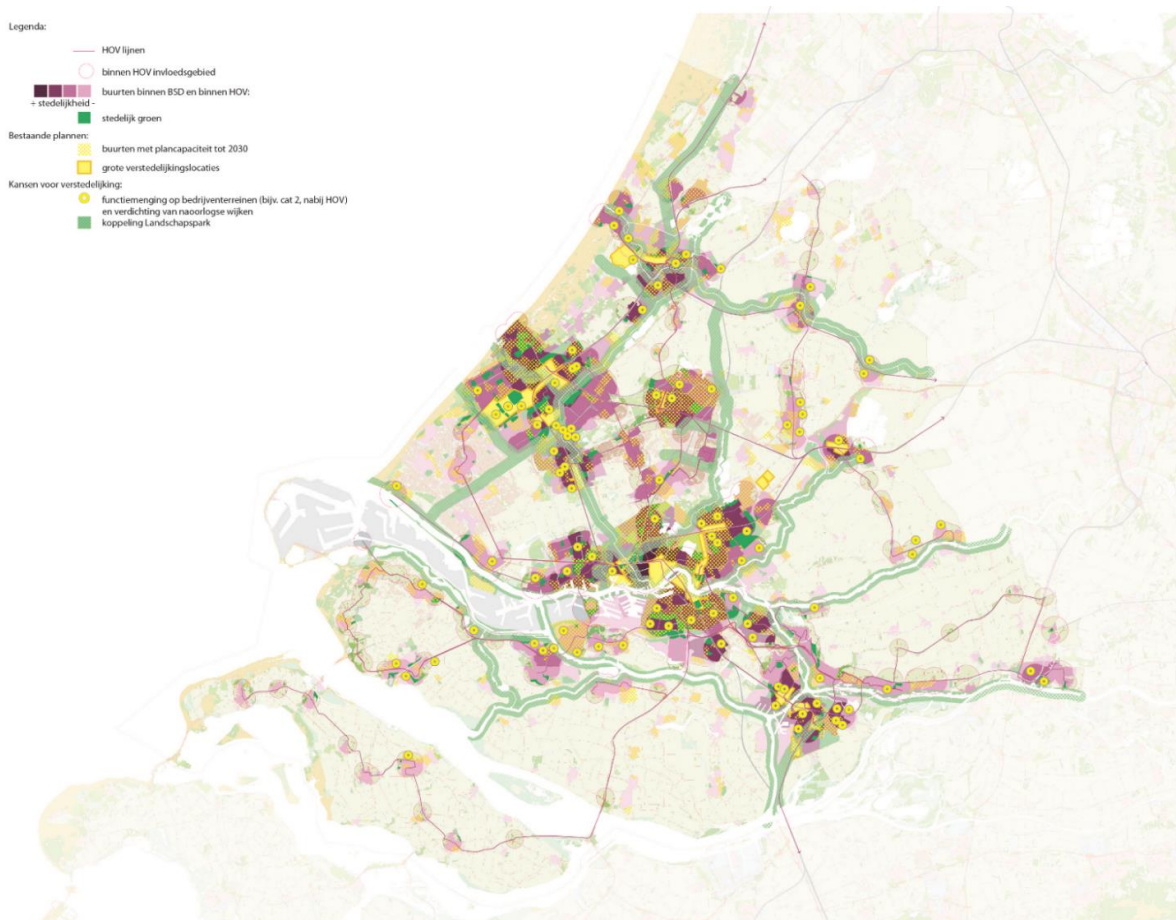 Legenda:
HOV lijnen
binnen HOV invloedsgebied
buurten binnen BSD en binnen HOV:
+ stedelijkheid -
stedelijk groen
Bestaande plannen:
buurten met plancapaciteit tot 2030
grote verstedelijkingslocaties
Kansen voor verstedelijking:
functiemenging op bedrijventerreinen (bijv. cat 2, nabij HOV)
en verdichting van naoorlogse wijken
koppeling Landschapspark